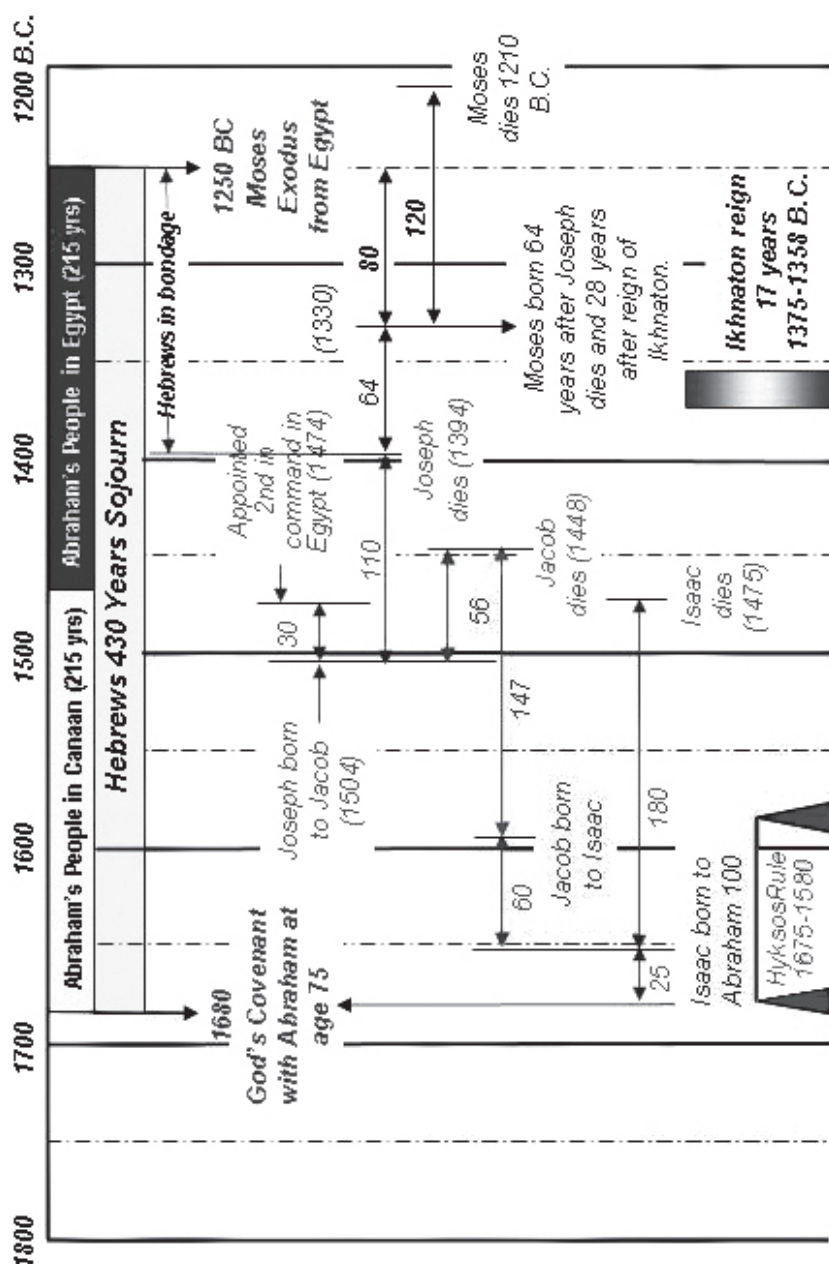 1800
1700
1600
1500
1400
1300
1200 B.C.
Abraham's People in Canaan (215 yrs)
Abraham's People in Egypt (215 yrs)
Hebrews 430 Years Sojourn
Hebrews in bondage
1680
God's Covenant
with Abraham at
age 75
Joseph born
to Jacob
(1504)
30
Appointed
2nd in
command in
Egypt (1474)
(1330)
1250 BC
Moses
Exodus
from Egypt
110
64
80
120
Joseph
dies (1394)
56
Moses
dies 1210
B.C.
60
147
Jacob
dies (1448)
Moses born 64
years after Joseph
dies and 28 years
after reign of
Ikhnaton.
Jacob born
to Isaac
25
180
Isaac
dies
(1475)
Isaac born to
Abraham 100
HyksosRule
1675-1580
Ikhnaton reign
17 years
1375-1358 B.C.